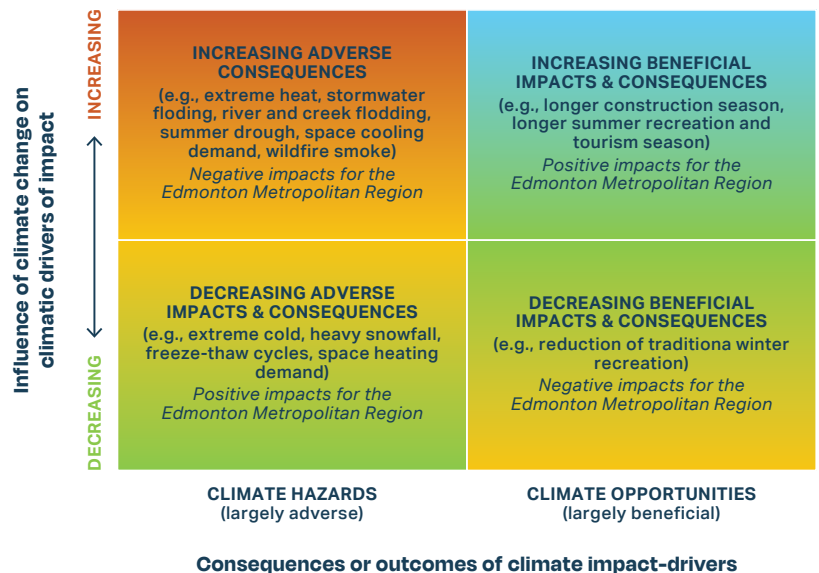 Influence of climate change on
climatic drivers of impact
INCREASING
DECREASING
INCREASING ADVERSE
CONSEQUENCES
(e.g., extreme heat, stormwater
floding, river and creek flodding,
summer drough, space cooling
demand, wildfire smoke)
Negative impacts for the
Edmonton Metropolitan Region
INCREASING BENEFICIAL
IMPACTS & CONSEQUENCES
(e.g., longer construction season,
longer summer recreation and
tourism season)
Positive impacts for the
Edmonton Metropolitan Region
DECREASING ADVERSE
IMPACTS & CONSEQUENCES
(e.g., extreme cold, heavy snowfall,
freeze-thaw cycles, space heating
demand)
Positive impacts for the
Edmonton Metropolitan Region
DECREASING BENEFICIAL
IMPACTS & CONSEQUENCES
(e.g., reduction of traditiona winter
recreation)
Negative impacts for the
Edmonton Metropolitan Region
CLIMATE HAZARDS
(largely adverse)
CLIMATE OPPORTUNITIES
(largely beneficial)
Consequences or outcomes of climate impact-drivers